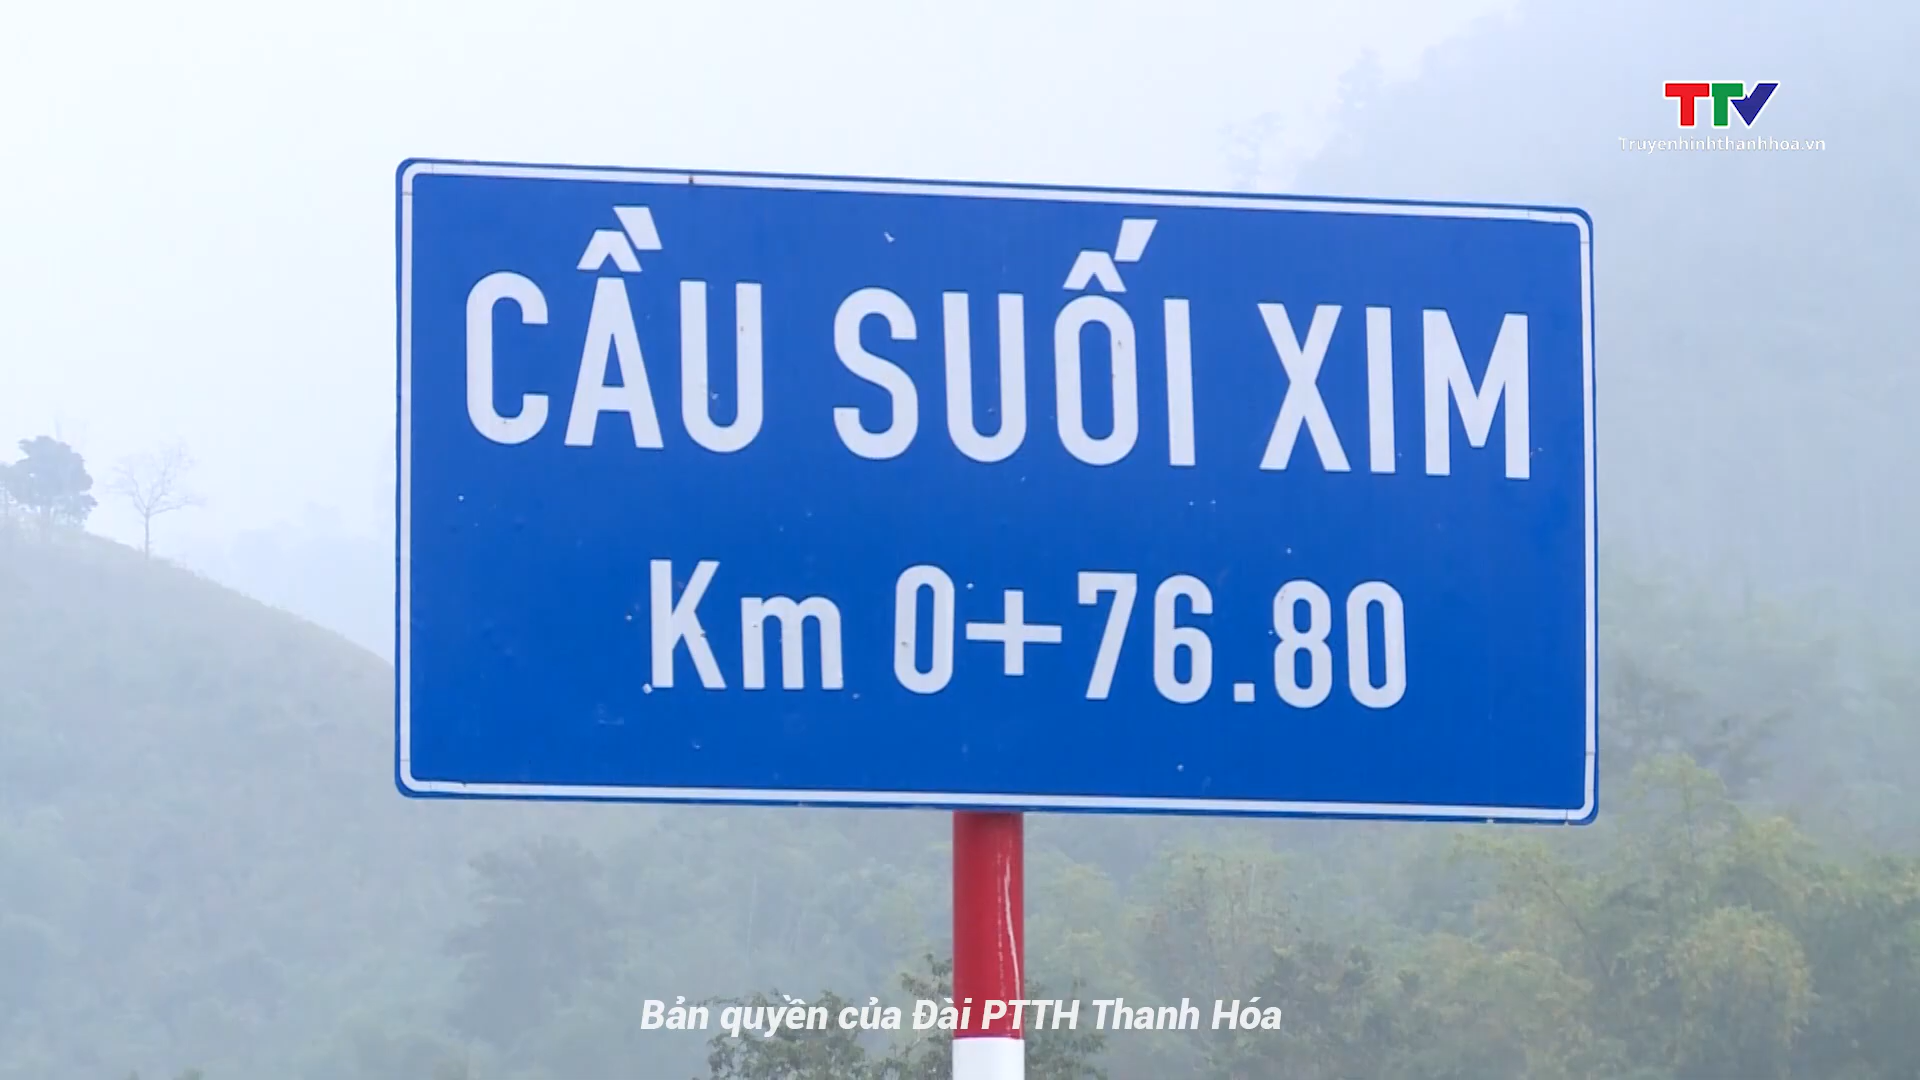 TTV
Truyenhinhthanhhoa.vn
CẦU SUỐI XIM
Km 0+76.80
Bản quyền của Đài PTTH Thanh Hóa